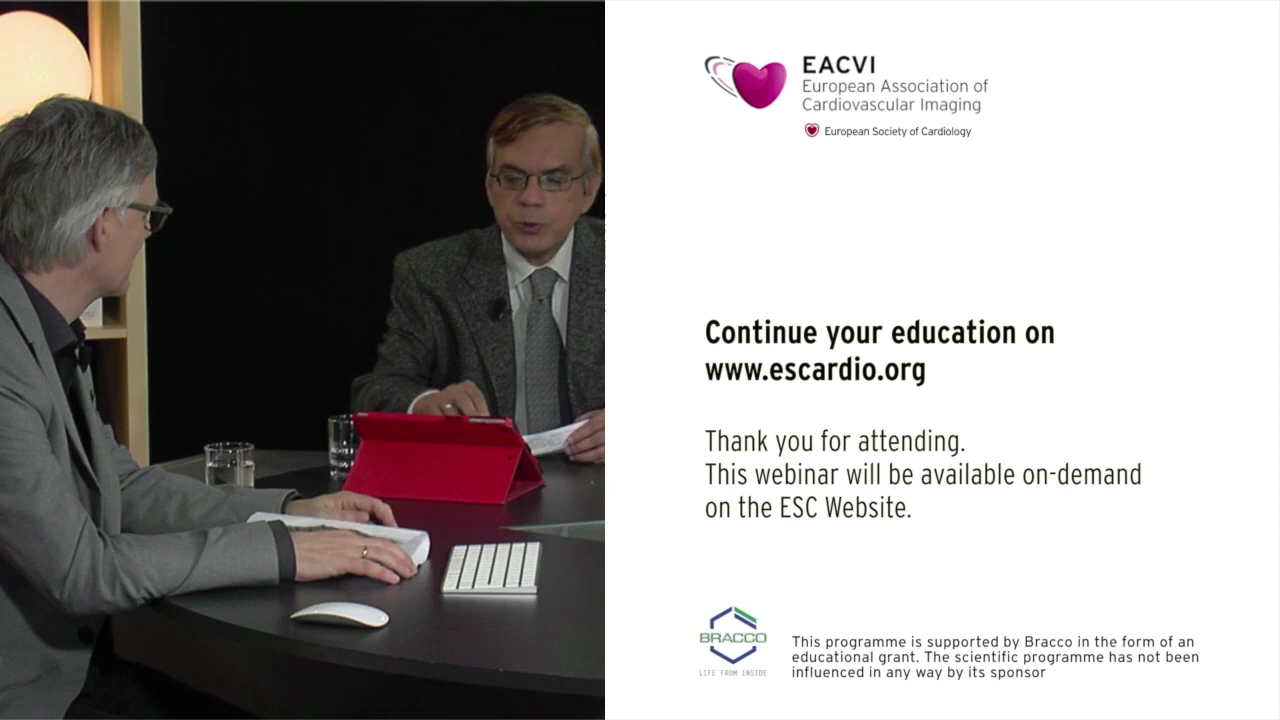 EACVI
European Association of
Cardiovascular Imaging
European Society of Cardiology
Continue your education on
www.escardio.org
Thank you for attending.
This webinar will be available on-demand
on the ESC Website.
BRACCO
LIFE FROM INSIDE
This programme is supported by Bracco in the form of an
educational grant. The scientific programme has not been
influenced in any way by its sponsor